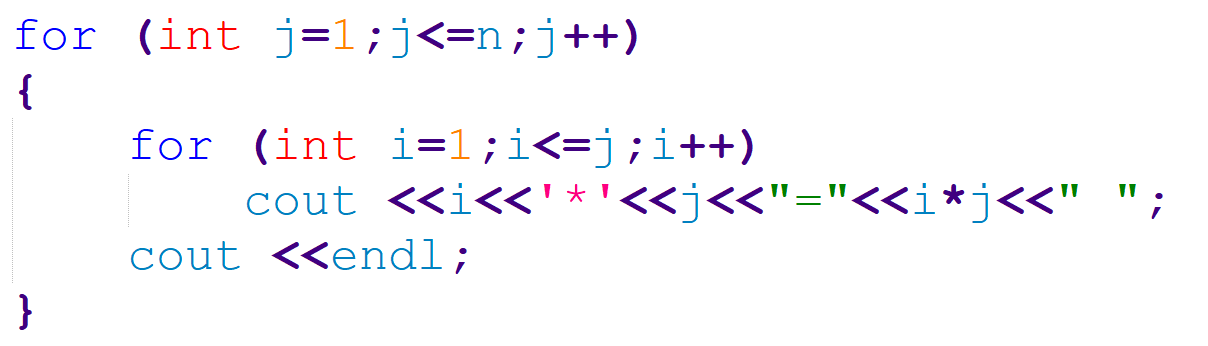 for (int j=1;j<=n;j++)
{
for (int i=1;i<=j;i++)
cout <<i<<'*'<<j<<"="<<i*j<<" ";
cout <<endl;
}